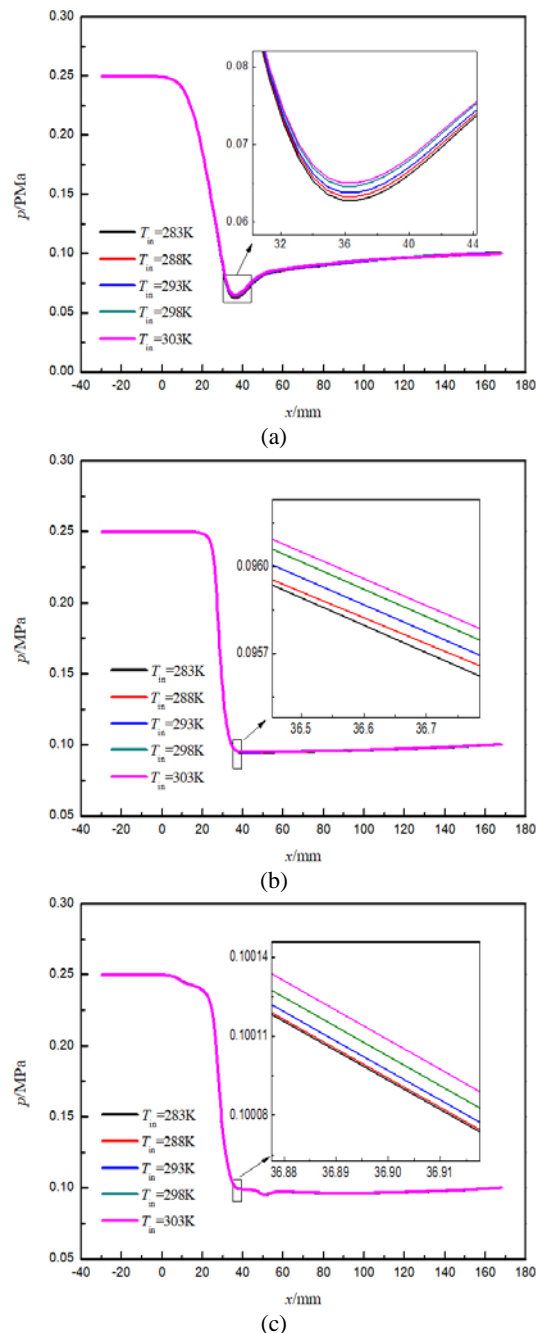 0.30
0.25
0.20
0.15
0.10
0.05
0.00
p/PMa
0.08
0.07
0.06
32 36 40 44
T_in=283K
T_in=288K
T_in=293K
T_in=298K
T_in=303K
-40 -20 0 20 40 60 80 100 120 140 160 180
x/mm
(a)
0.30
0.25
0.20
0.15
0.10
0.05
p/MPa
0.0960
0.0957
36.5 36.6 36.7
T_in=283K
T_in=288K
T_in=293K
T_in=298K
T_in=303K
-40 -20 0 20 40 60 80 100 120 140 160 180
x/mm
(b)
0.30
0.25
0.20
0.15
0.10
0.05
p/MPa
0.10014
0.10011
0.10008
36.88 36.89 36.90 36.91
T_in=283K
T_in=288K
T_in=293K
T_in=298K
T_in=303K
-40 -20 0 20 40 60 80 100 120 140 160 180
x/mm
(c)